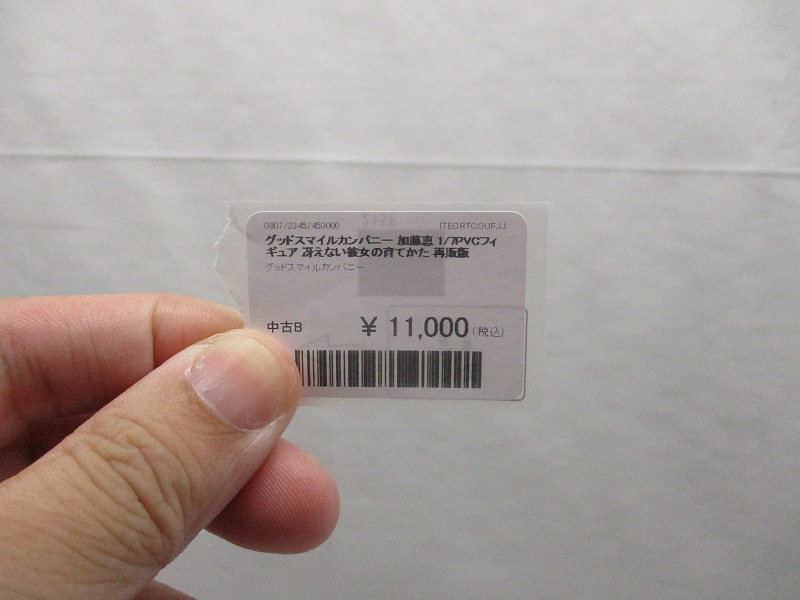 0807/2345/450000 ITEORTCGUFJJ
グッドスマイルカンパニー 加藤恵 1/7PVCフィ
ギュア 冴えない彼女の育てかた 再販版
グッドスマイルカンパニー
中古B ¥ 11,000(税込)